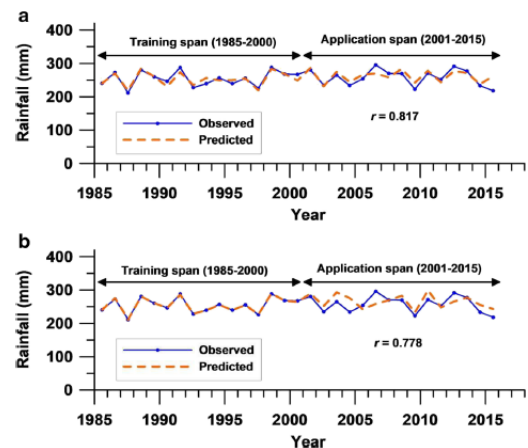 a
400
Training span (1985-2000) Application span (2001-2015)
300
200
Observed
r = 0.817
100
Predicted
0
Rainfall (mm)
1985 1990 1995 2000 2005 2010 2015
Year
b
400
Training span (1985-2000) Application span (2001-2015)
300
200
Observed
r = 0.778
100
Predicted
0
Rainfall (mm)
1985 1990 1995 2000 2005 2010 2015
Year